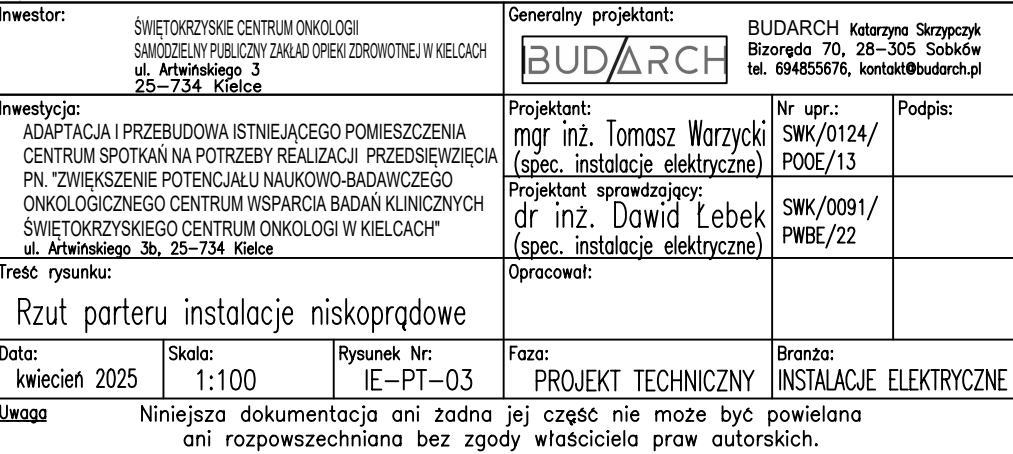 Inwestor:
ŚWIĘTOKRZYSKIE CENTRUM ONKOLOGII
SAMODZIELNY PUBLICZNY ZAKŁAD OPIEKI ZDROWOTNEJ W KIELCACH
ul. Artwińskiego 3
25-734 Kielce
Generalny projektant:
BUDARCH
BUDARCH Katarzyna Skrzypczyk
Bizoręda 70, 28-305 Sobków
tel. 694855676, kontakt@budarch.pl
Inwestycja:
ADAPTACJA I PRZEBUDOWA ISTNIEJĄCEGO POMIESZCZENIA
CENTRUM SPOTKAŃ NA POTRZEBY REALIZACJI PRZEDSIĘWZIĘCIA
PN. "ZWIĘKSZENIE POTENCJAŁU NAUKOWO-BADAWCZEGO
ONKOLOGICZNEGO CENTRUM WSPARCIA BADAŃ KLINICZNYCH
ŚWIĘTOKRZYSKIEGO CENTRUM ONKOLOGI W KIELCACH"
ul. Artwińskiego 3b, 25-734 Kielce
Projektant:
mgr inż. Tomasz Warzycki
(spec. instalacje elektryczne)
Nr upr.:
SWK/0124/
POOE/13
Podpis:
Projektant sprawdzający:
dr inż. Dawid Łebek
(spec. instalacje elektryczne)
SWK/0091/
PWBE/22
Treść rysunku:
Rzut parteru instalacje niskoprądowe
Opracował:
Data:
kwiecień 2025
Skala:
1:100
Rysunek Nr:
IE-PT-03
Faza:
PROJEKT TECHNICZNY
Branża:
INSTALACJE ELEKTRYCZNE
Uwaga
Niniejsza dokumentacja ani żadna jej część nie może być powielana
ani rozpowszechniana bez zgody właściciela praw autorskich.